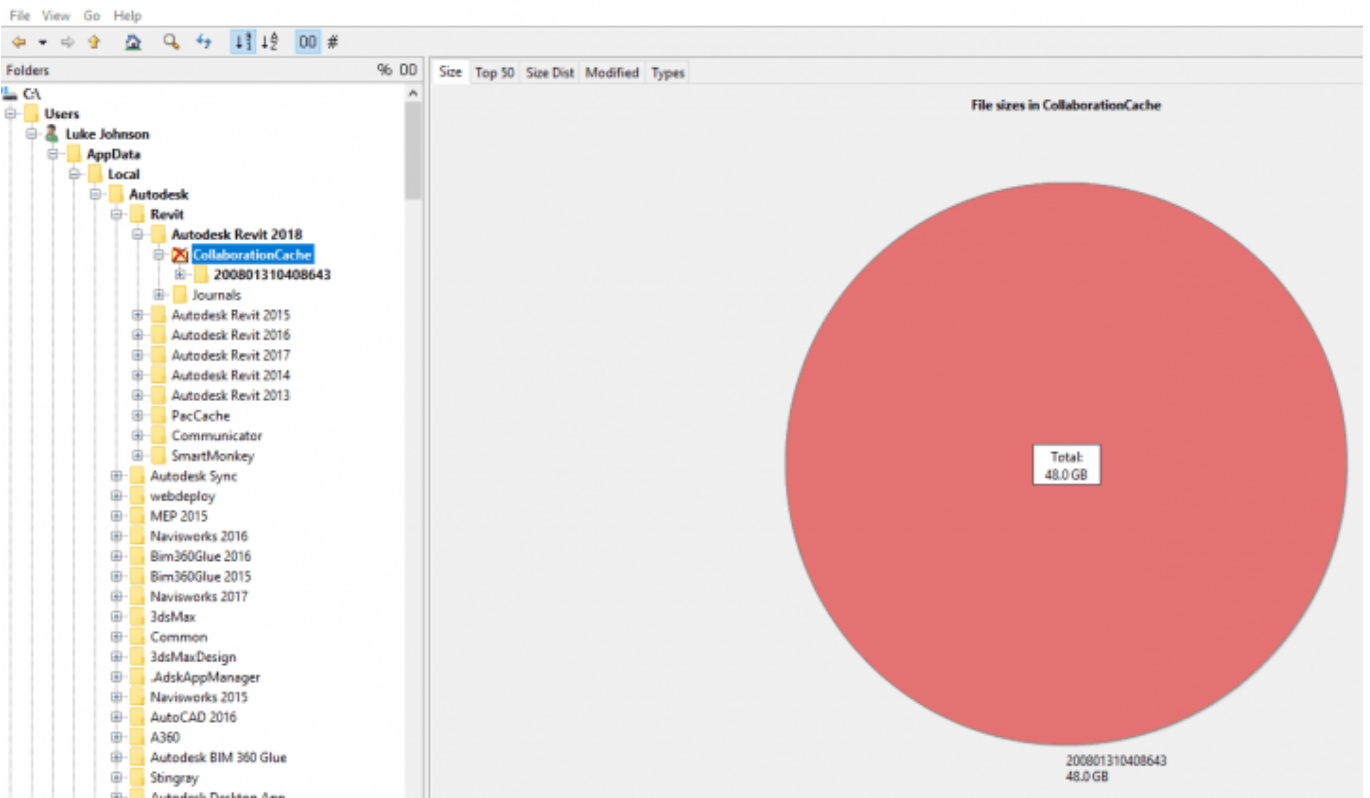 File View Go Help
#
Folders % 00
Size Top 50 Size Dist Modified Types
C:\
Users
Luke Johnson
AppData
Local
Autodesk
Revit
Autodesk Revit 2018
CollaborationCache
200801310408643
Journals
Autodesk Revit 2015
Autodesk Revit 2016
Autodesk Revit 2017
Autodesk Revit 2014
Autodesk Revit 2013
PacCache
Communicator
SmartMonkey
Autodesk Sync
webdeploy
MEP 2015
Navisworks 2016
Bim360Glue 2016
Bim360Glue 2015
Navisworks 2017
3dsMax
Common
3dsMaxDesign
.AdskAppManager
Navisworks 2015
AutoCAD 2016
A360
Autodesk BIM 360 Glue
Stingray
Autodesk Desktop App
File sizes in CollaborationCache
Total:
48.0 GB
200801310408643
48.0 GB